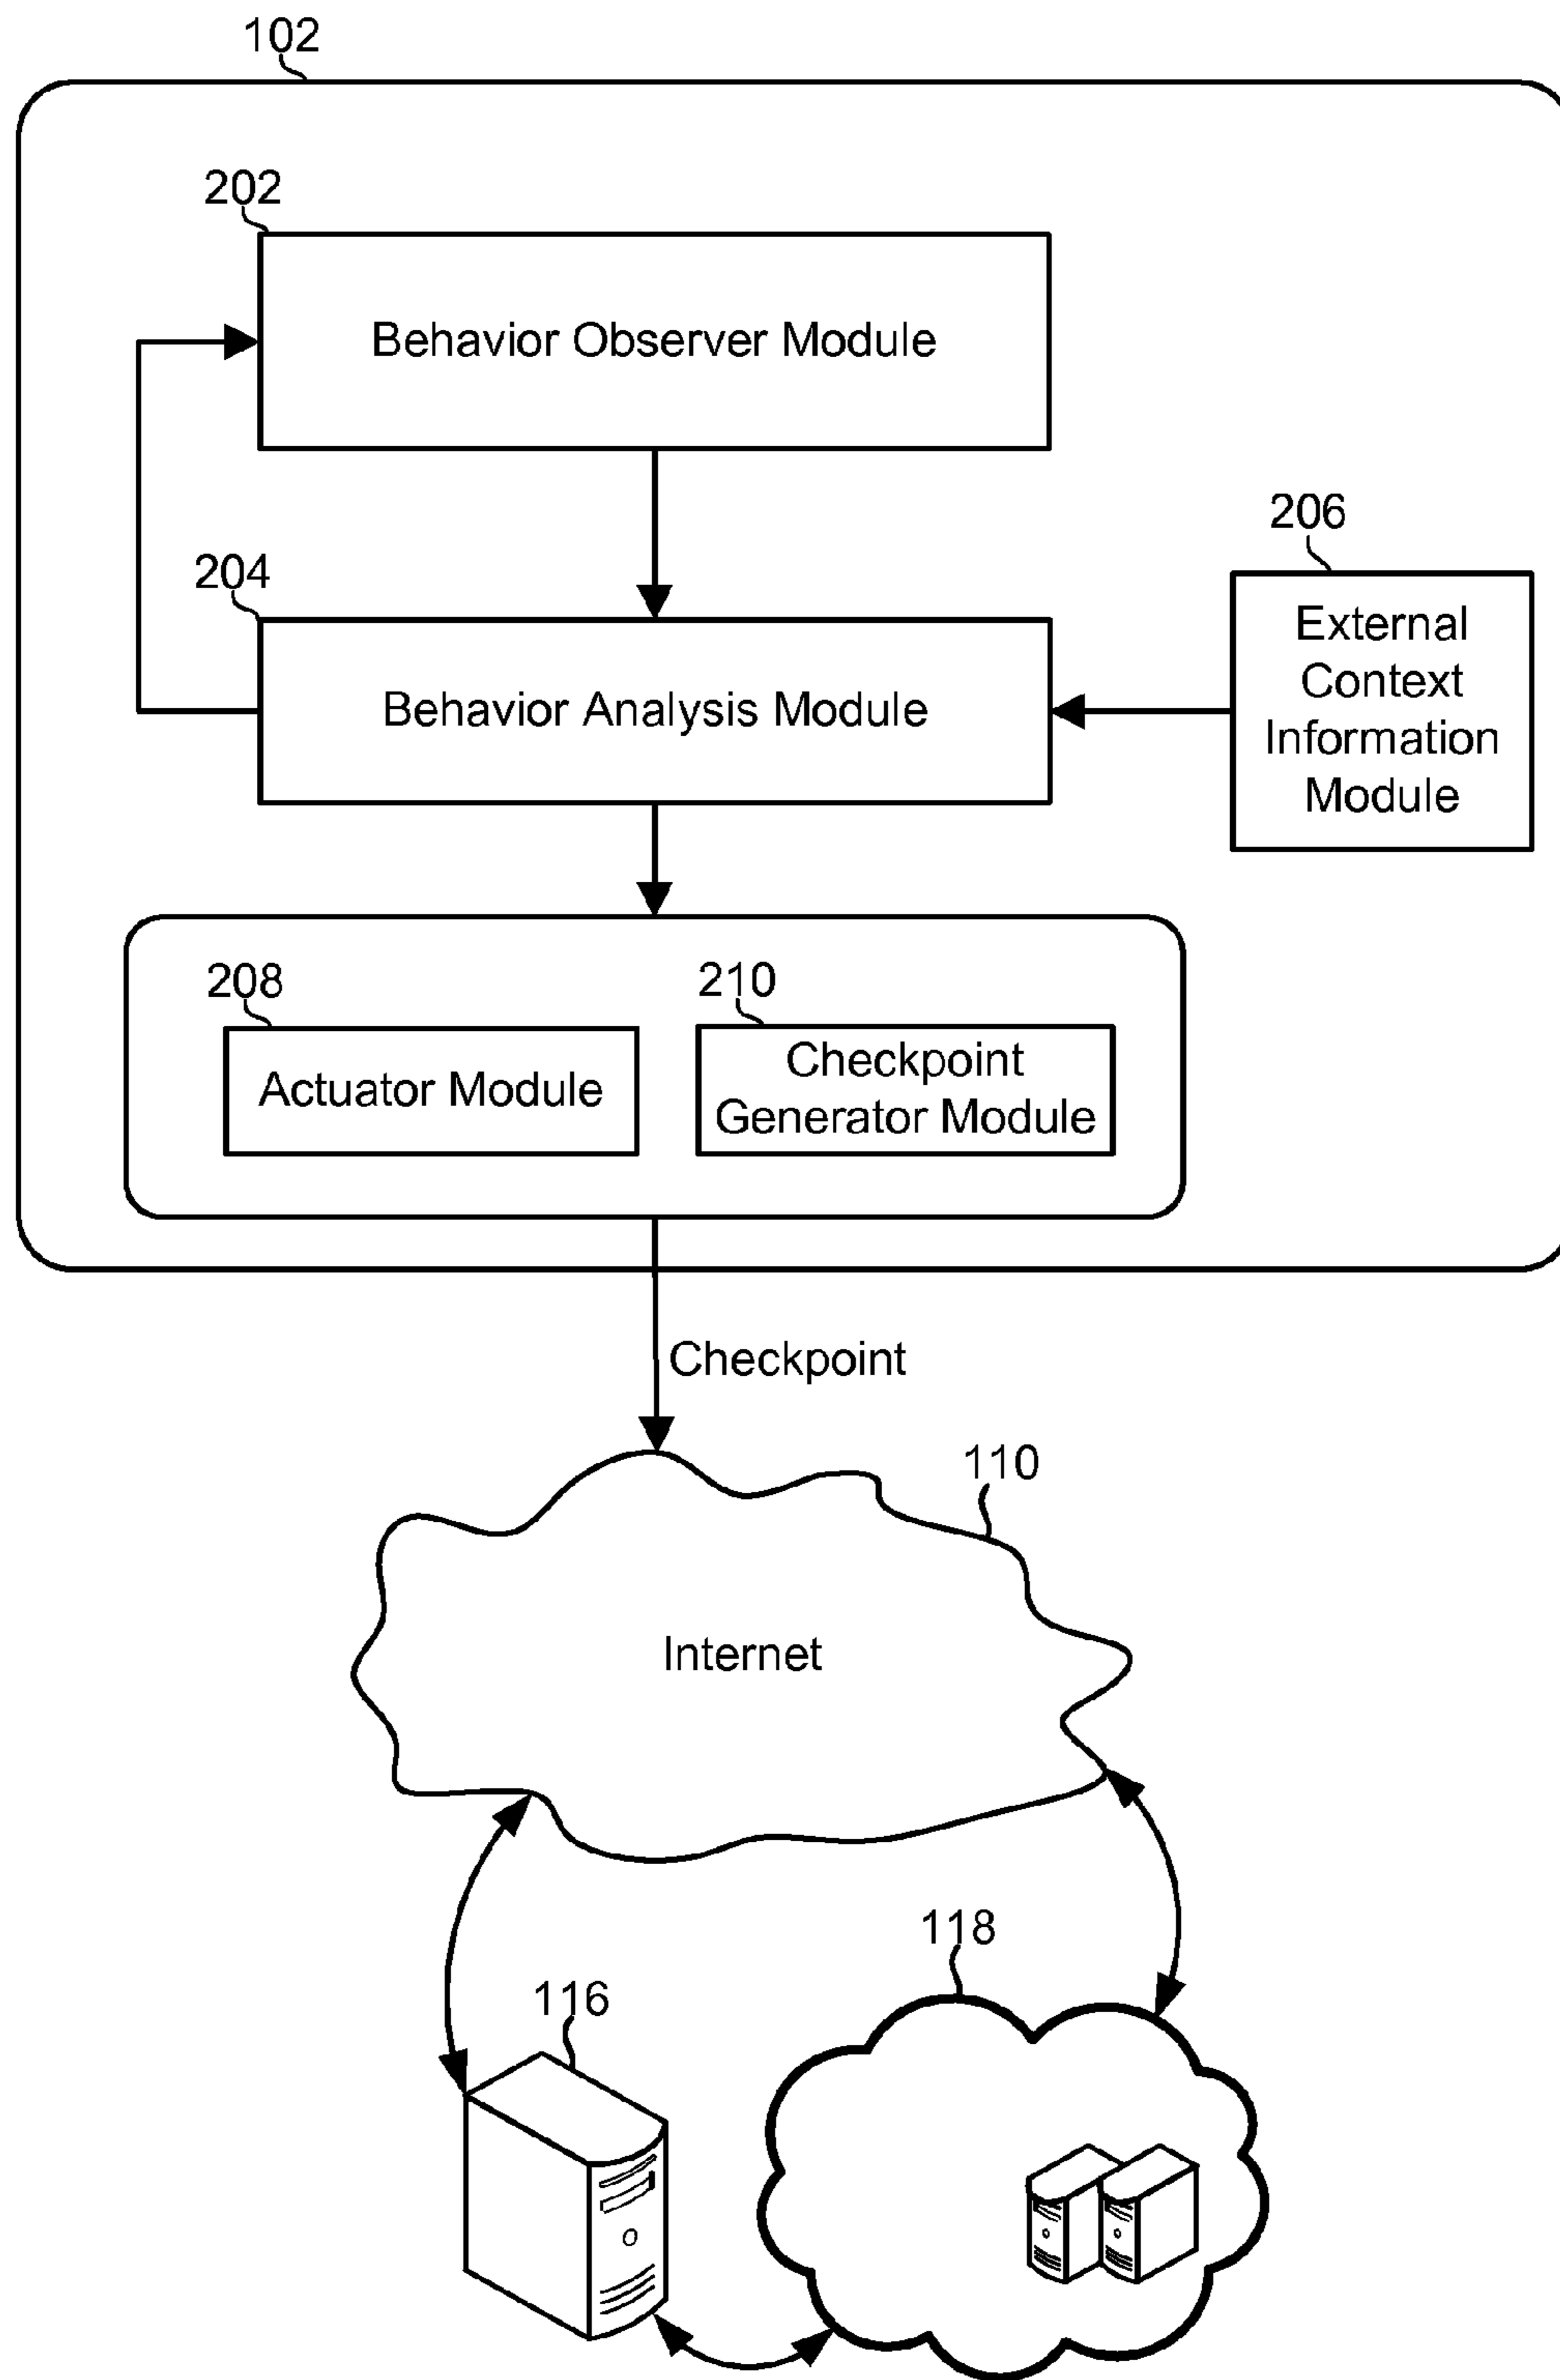 102
202
Behavior Observer Module
206
204
External
Context
Information
Module
Behavior Analysis Module
208
210
Actuator Module
Checkpoint
Generator Module
Checkpoint
110
Internet
118
116